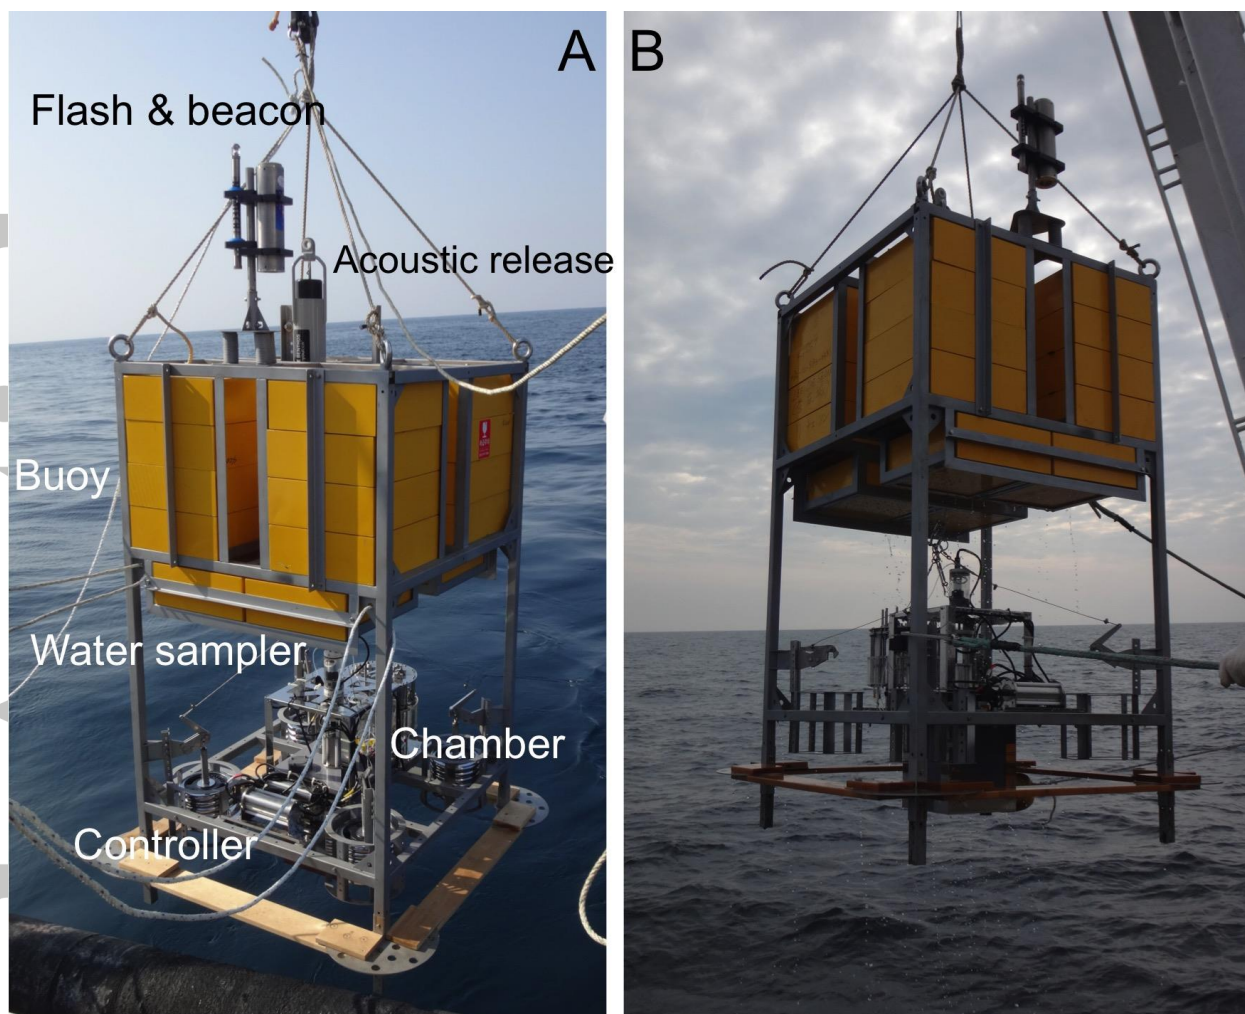 A
B
Flash & beacon
Acoustic release
Buoy
Water sampler
Chamber
Controller